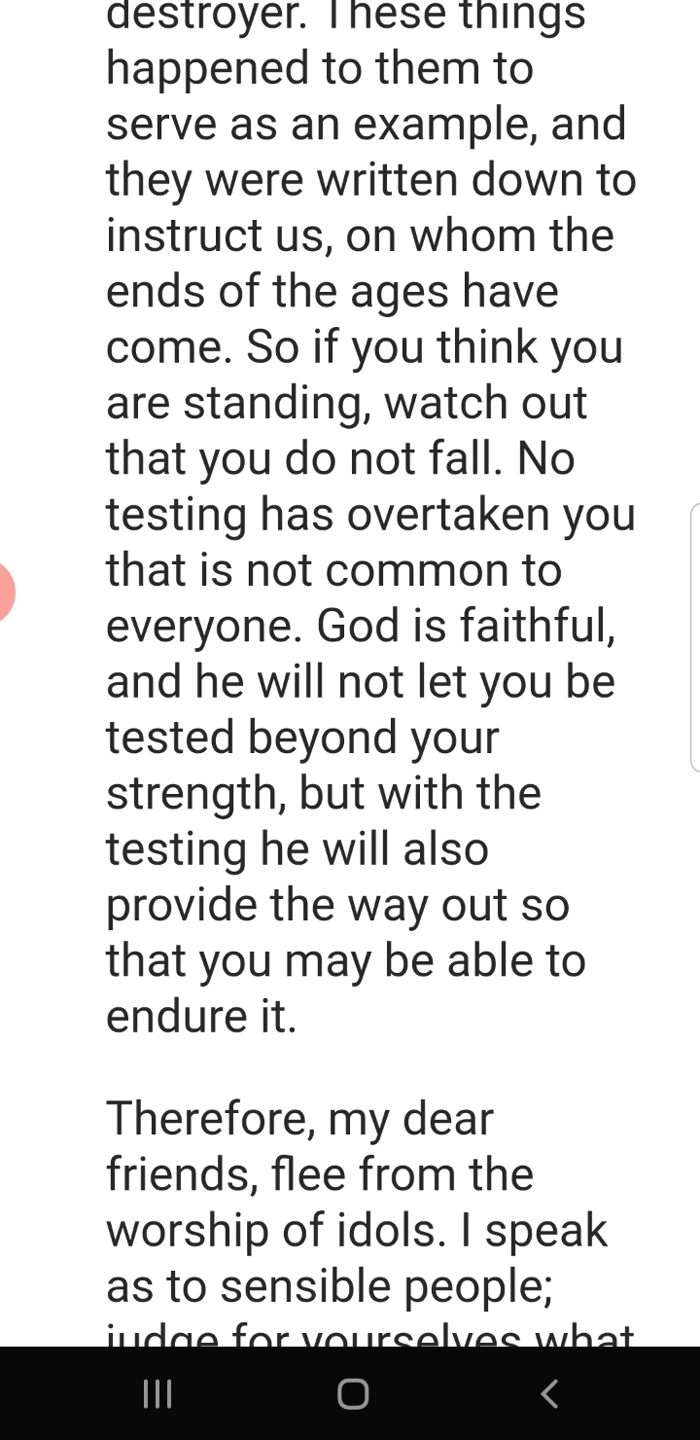 destroyer. These things
happened to them to
serve as an example, and
they were written down to
instruct us, on whom the
ends of the ages have
come. So if you think you
are standing, watch out
that you do not fall. No
testing has overtaken you
that is not common to
everyone. God is faithful,
and he will not let you be
tested beyond your
strength, but with the
testing he will also
provide the way out so
that you may be able to
endure it.
Therefore, my dear
friends, flee from the
worship of idols. I speak
as to sensible people;
judge for yourselves what